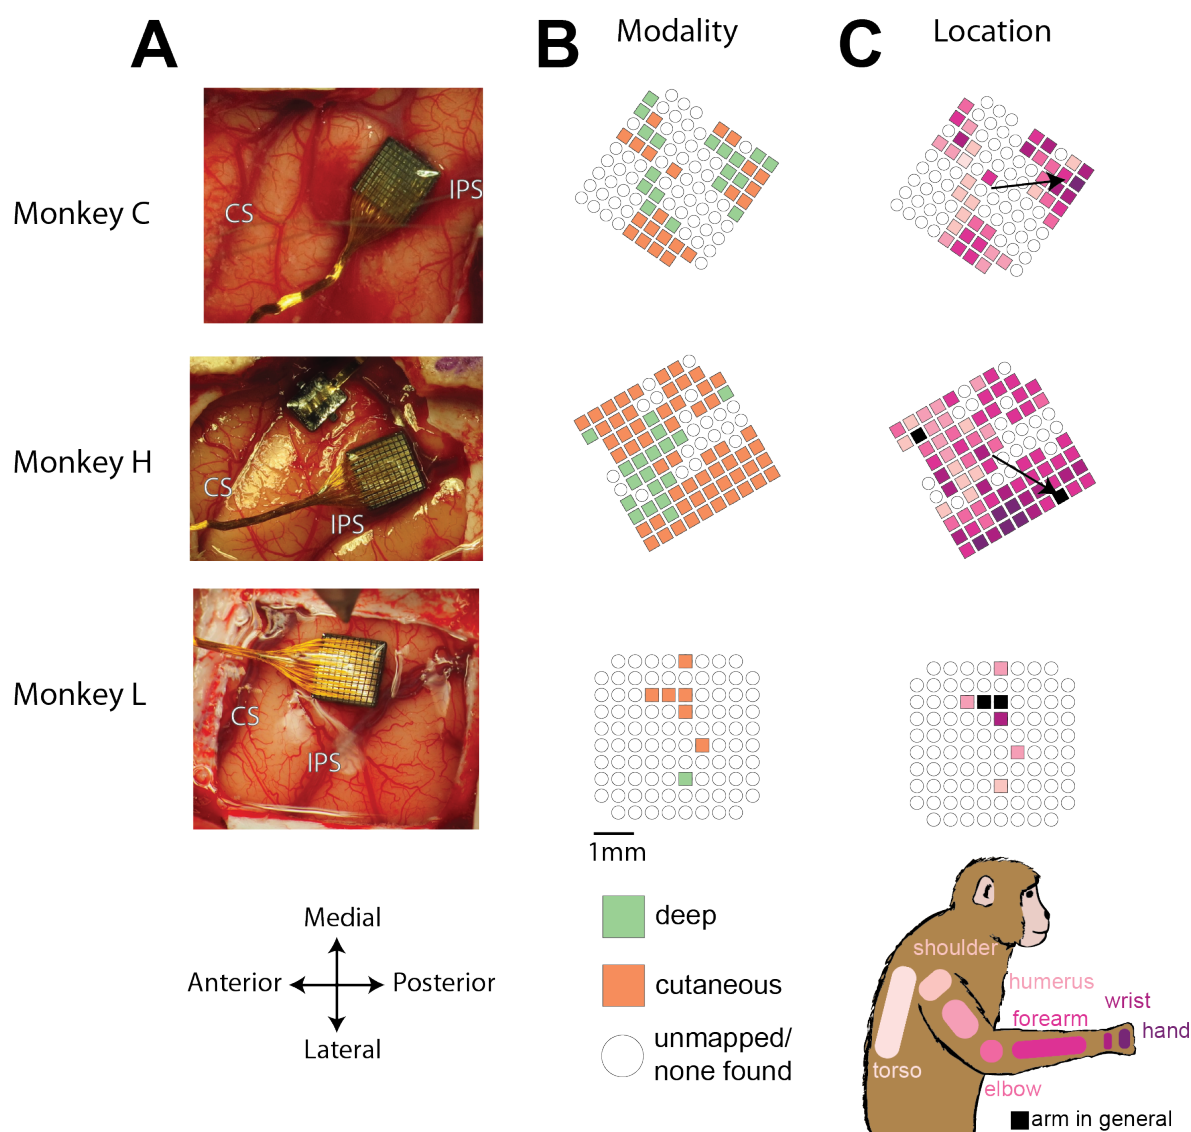 A
B
Modality
C
Location
Monkey C
CS
IPS
Monkey H
CS
IPS
Monkey L
CS
IPS
1mm
Medial
Anterior
Posterior
Lateral
deep
cutaneous
unmapped/
none found
shoulder
humerus
wrist
forearm
hand
torso
elbow
arm in general